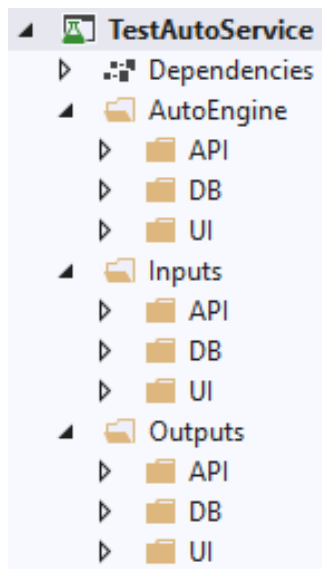 TestAutoService
Dependencies
AutoEngine
API
DB
UI
Inputs
API
DB
UI
Outputs
API
DB
UI